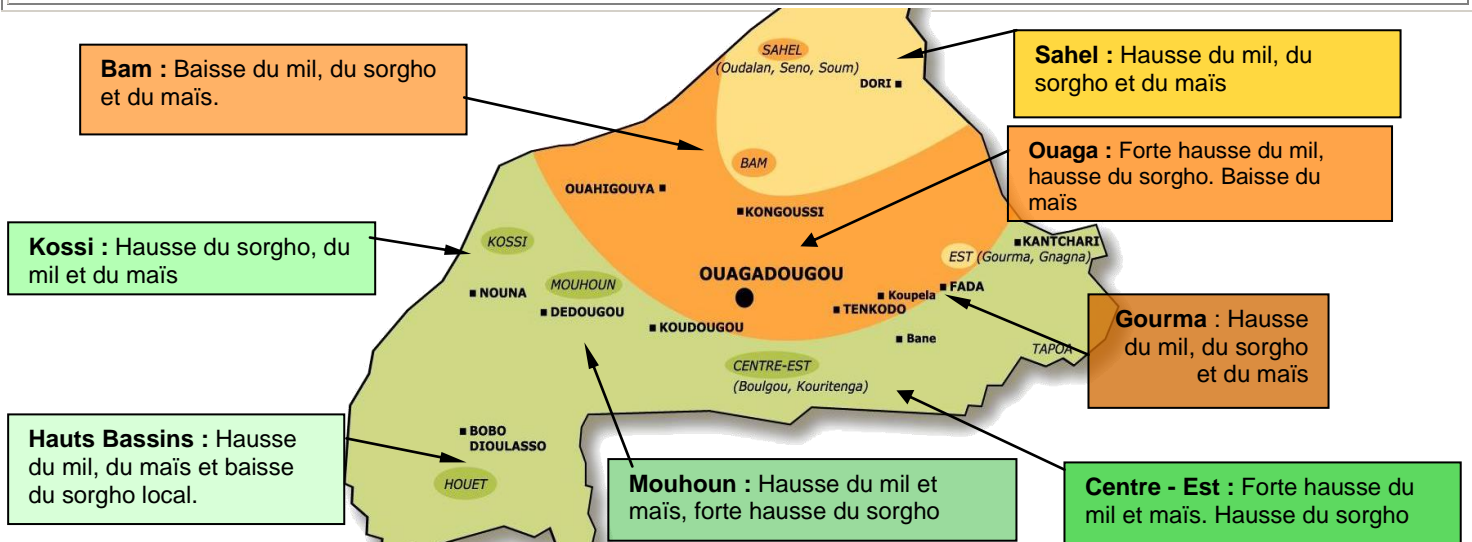 SAHEL
(Oudalan, Seno, Soum)
DORI
Bam : Baisse du mil, du sorgho
et du maïs.
Sahel : Hausse du mil, du
sorgho et du maïs
BAM
Ouaga : Forte hausse du mil,
hausse du sorgho. Baisse du
maïs
OUAHIGOUYA
KONGOUSSI
Kossi : Hausse du sorgho, du
mil et du maïs
KOSSI
KANTCHARI
EST (Gourma, Gnagna)
OUAGADOUGOU
NOUNA
MOUHOUN
DEDOUGOU
KOUDOUGOU
Koupela
FADA
TENKODO
Bane
TAPOA
Gourma : Hausse
du mil, du sorgho
et du maïs
CENTRE-EST
(Boulgou, Kouritenga)
Hauts Bassins : Hausse
du mil, du maïs et baisse
du sorgho local.
BOBO
DIOULASSO
HOUET
Mouhoun : Hausse du mil et
maïs, forte hausse du sorgho
Centre - Est : Forte hausse du
mil et maïs. Hausse du sorgho